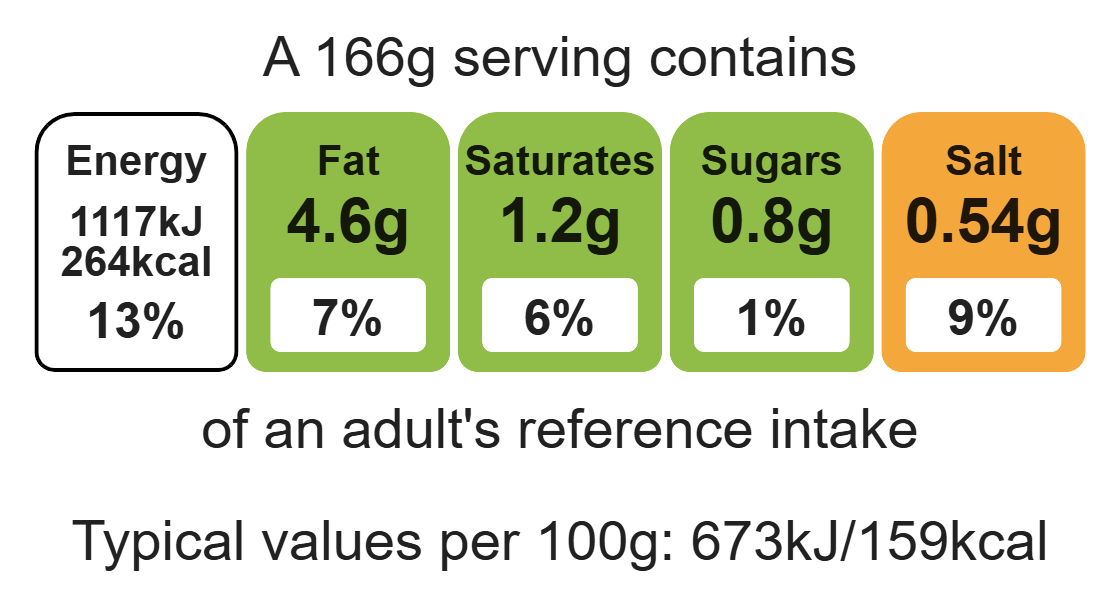 A 166g serving contains
Energy
1117kJ
264kcal
13%
Fat
4.6g
7%
Saturates
1.2g
6%
Sugars
0.8g
1%
Salt
0.54g
9%
of an adult's reference intake
Typical values per 100g: 673kJ/159kcal